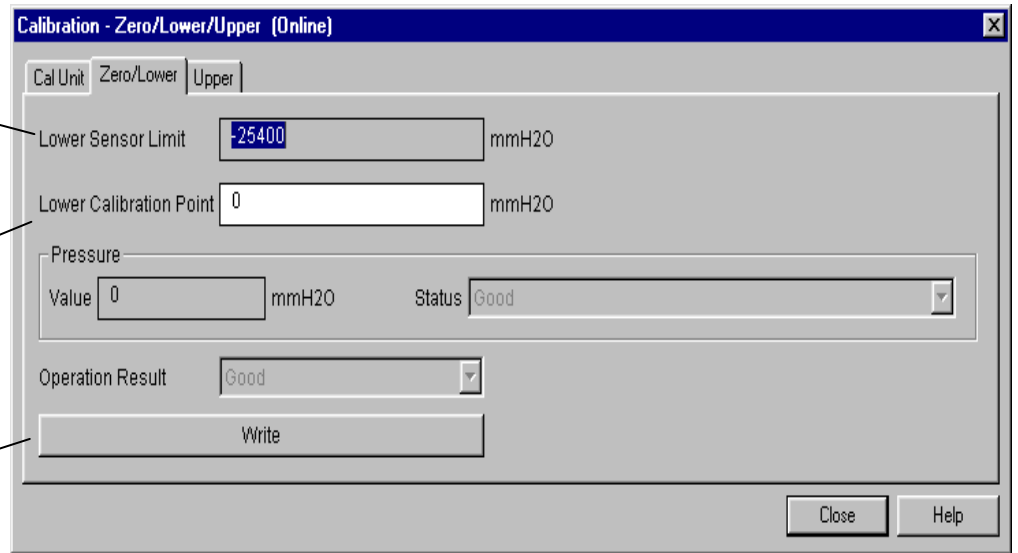 Calibration - Zero/Lower/Upper (Online)
Cal Unit Zero/Lower Upper
Lower Sensor Limit -25400 mmH2O
Lower Calibration Point 0 mmH2O
Pressure
Value 0 mmH2O Status Good
Operation Result Good
Write
Close Help